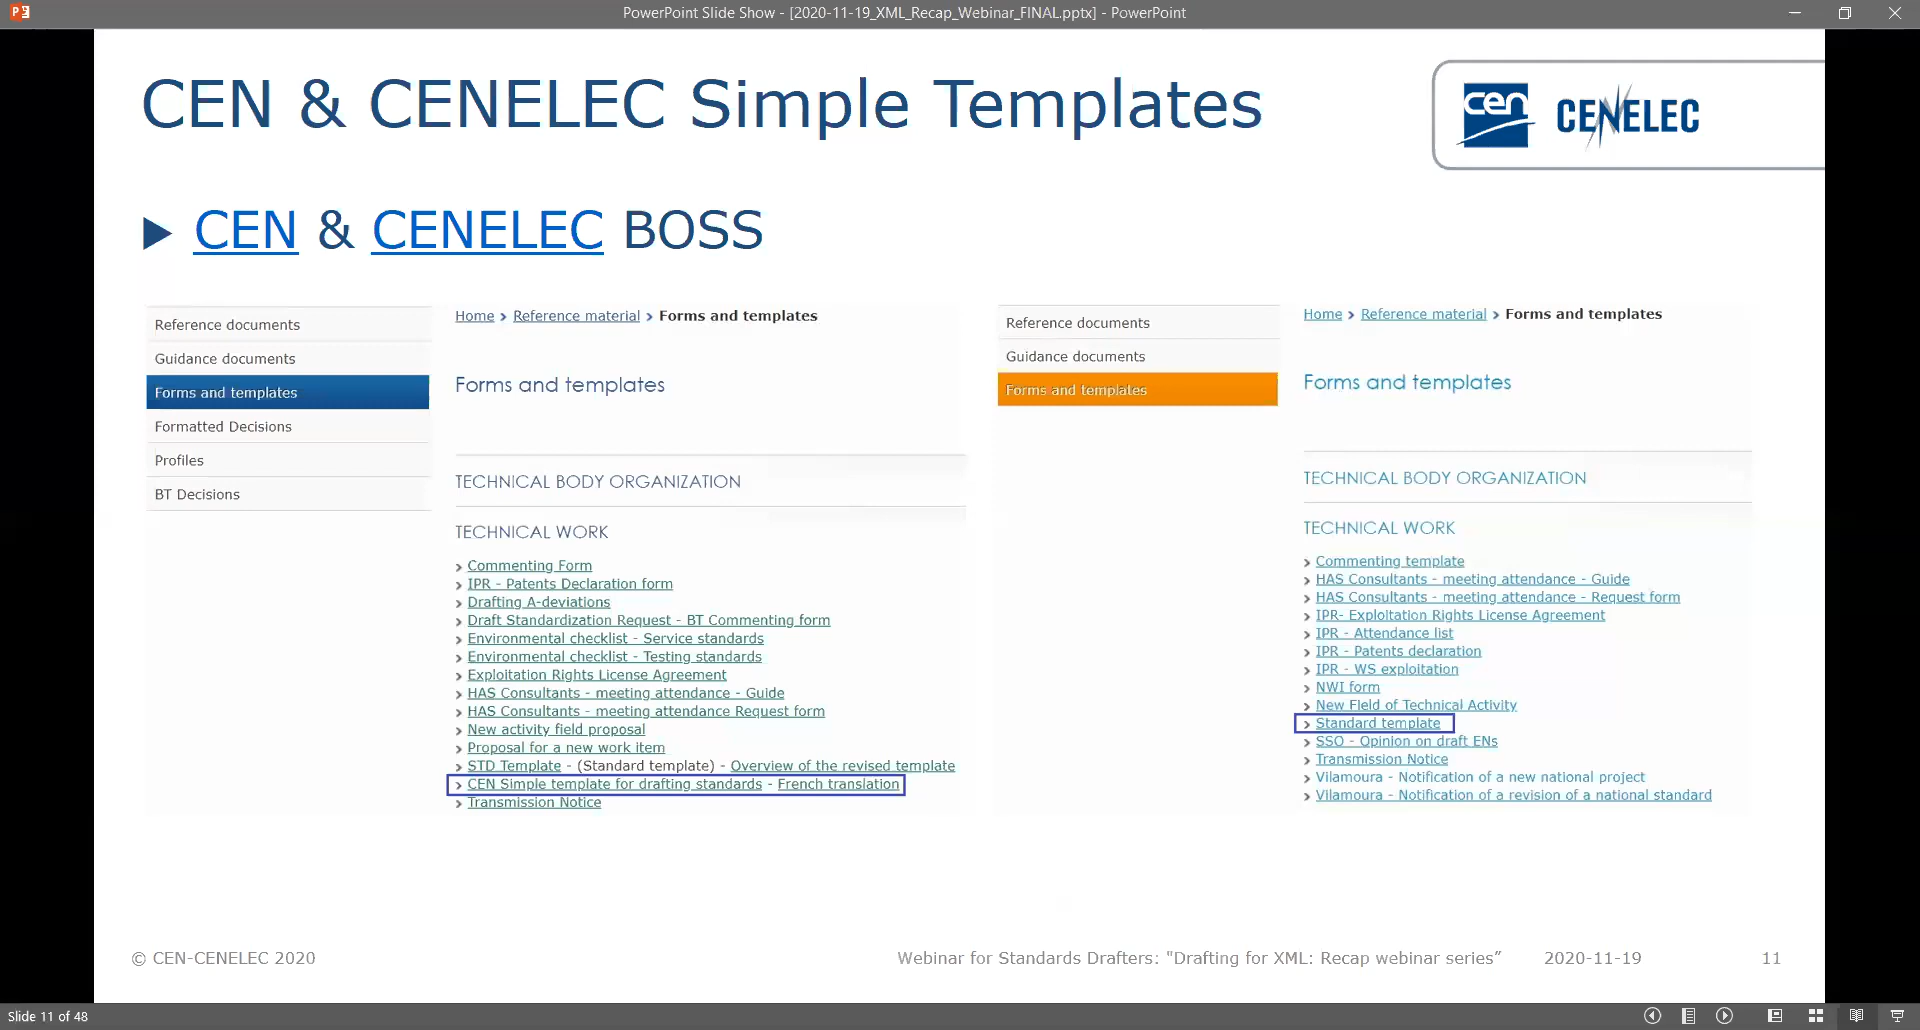 PowerPoint Slide Show - [2020-11-19_XML_Recap_Webinar_FINAL.pptx] - PowerPoint
CEN & CENELEC Simple Templates
cen CENELEC
CEN & CENELEC BOSS
Reference documents
Guidance documents
Forms and templates
Formatted Decisions
Profiles
BT Decisions
Home > Reference material > Forms and templates
Forms and templates
TECHNICAL BODY ORGANIZATION
TECHNICAL WORK
Commenting Form
IPR - Patents Declaration form
Drafting A-deviations
Draft Standardization Request - BT Commenting form
Environmental checklist - Service standards
Environmental checklist - Testing standards
Exploitation Rights License Agreement
HAS Consultants - meeting attendance - Guide
HAS Consultants - meeting attendance Request form
New activity field proposal
Proposal for a new work item
STD Template - (Standard template) - Overview of the revised template
CEN Simple template for drafting standards - French translation
Transmission Notice
Reference documents
Guidance documents
Forms and templates
Home > Reference material > Forms and templates
Forms and templates
TECHNICAL BODY ORGANIZATION
TECHNICAL WORK
Commenting template
HAS Consultants - meeting attendance - Guide
HAS Consultants - meeting attendance - Request form
IPR- Exploitation Rights License Agreement
IPR - Attendance list
IPR - Patents declaration
IPR - WS exploitation
NWI form
New Field of Technical Activity
Standard template
SSO - Opinion on draft ENs
Transmission Notice
Vilamoura - Notification of a new national project
Vilamoura - Notification of a revision of a national standard
© CEN-CENELEC 2020
Webinar for Standards Drafters: "Drafting for XML: Recap webinar series” 2020-11-19 11
Slide 11 of 48